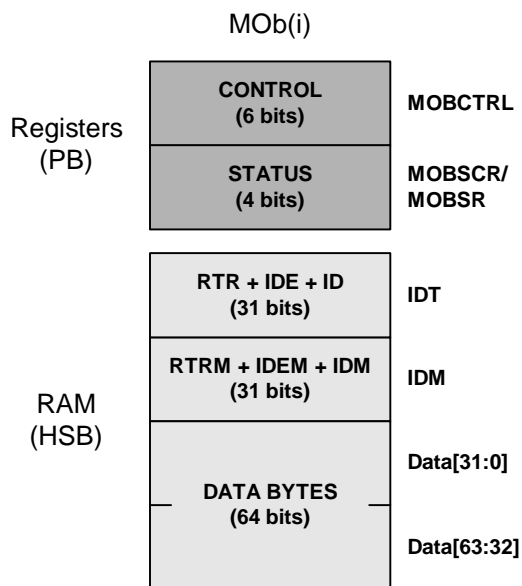 MOb(i)
CONTROL
(6 bits)
MOBCTRL
Registers
(PB)
STATUS
(4 bits)
MOBSCR/
MOBSR
RTR + IDE + ID
(31 bits)
IDT
RTRM + IDEM + IDM
(31 bits)
IDM
RAM
(HSB)
Data[31:0]
DATA BYTES
(64 bits)
Data[63:32]